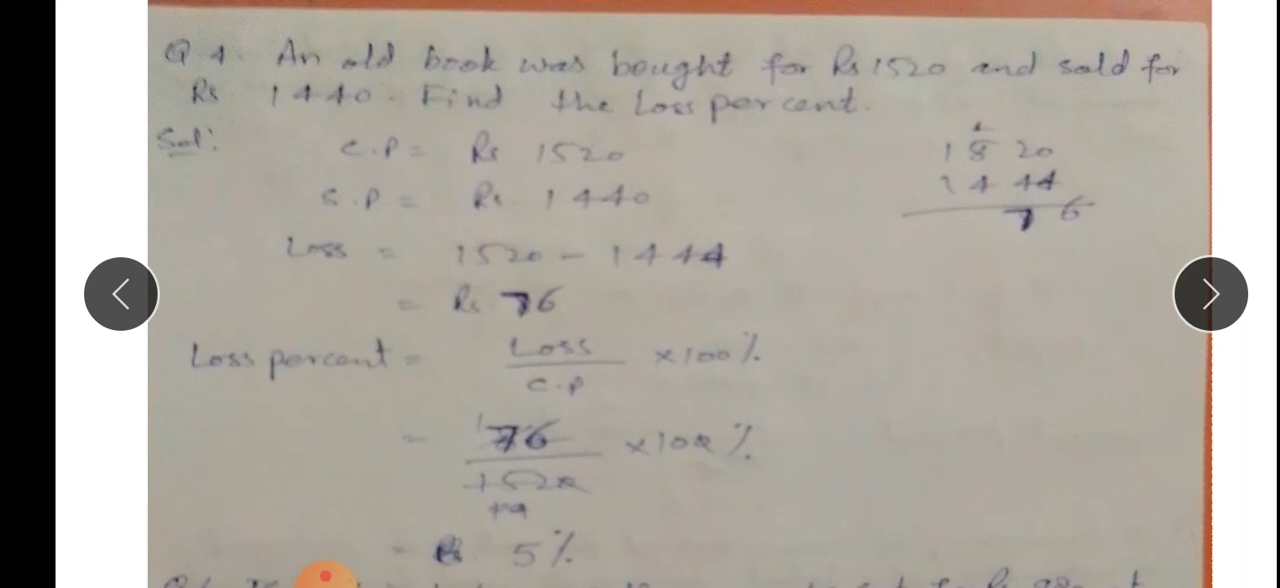 Q 4. An old book was bought for Rs 1520 and sold for
Rs 1440. Find the Loss percent.
Sol:
C.P = Rs 1520
S.P = Rs. 1440
1520
1444
76
Loss = 1520 - 1444
= Rs 76
Loss percent = Loss/C.P ×100%
= 76/1520 ×100%
= 5%